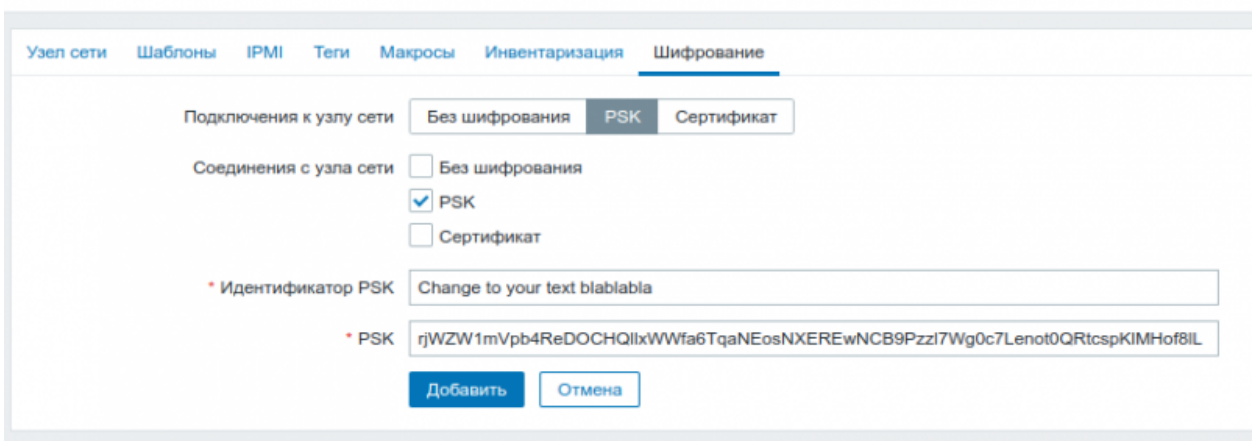 Узел сети Шаблоны IPMI Теги Макросы Инвентаризация Шифрование
Подключения к узлу сети Без шифрования PSK Сертификат
Соединения с узла сети Без шифрования
PSK
Сертификат
* Идентификатор PSK Change to your text blablabla
* PSK
Добавить Отмена